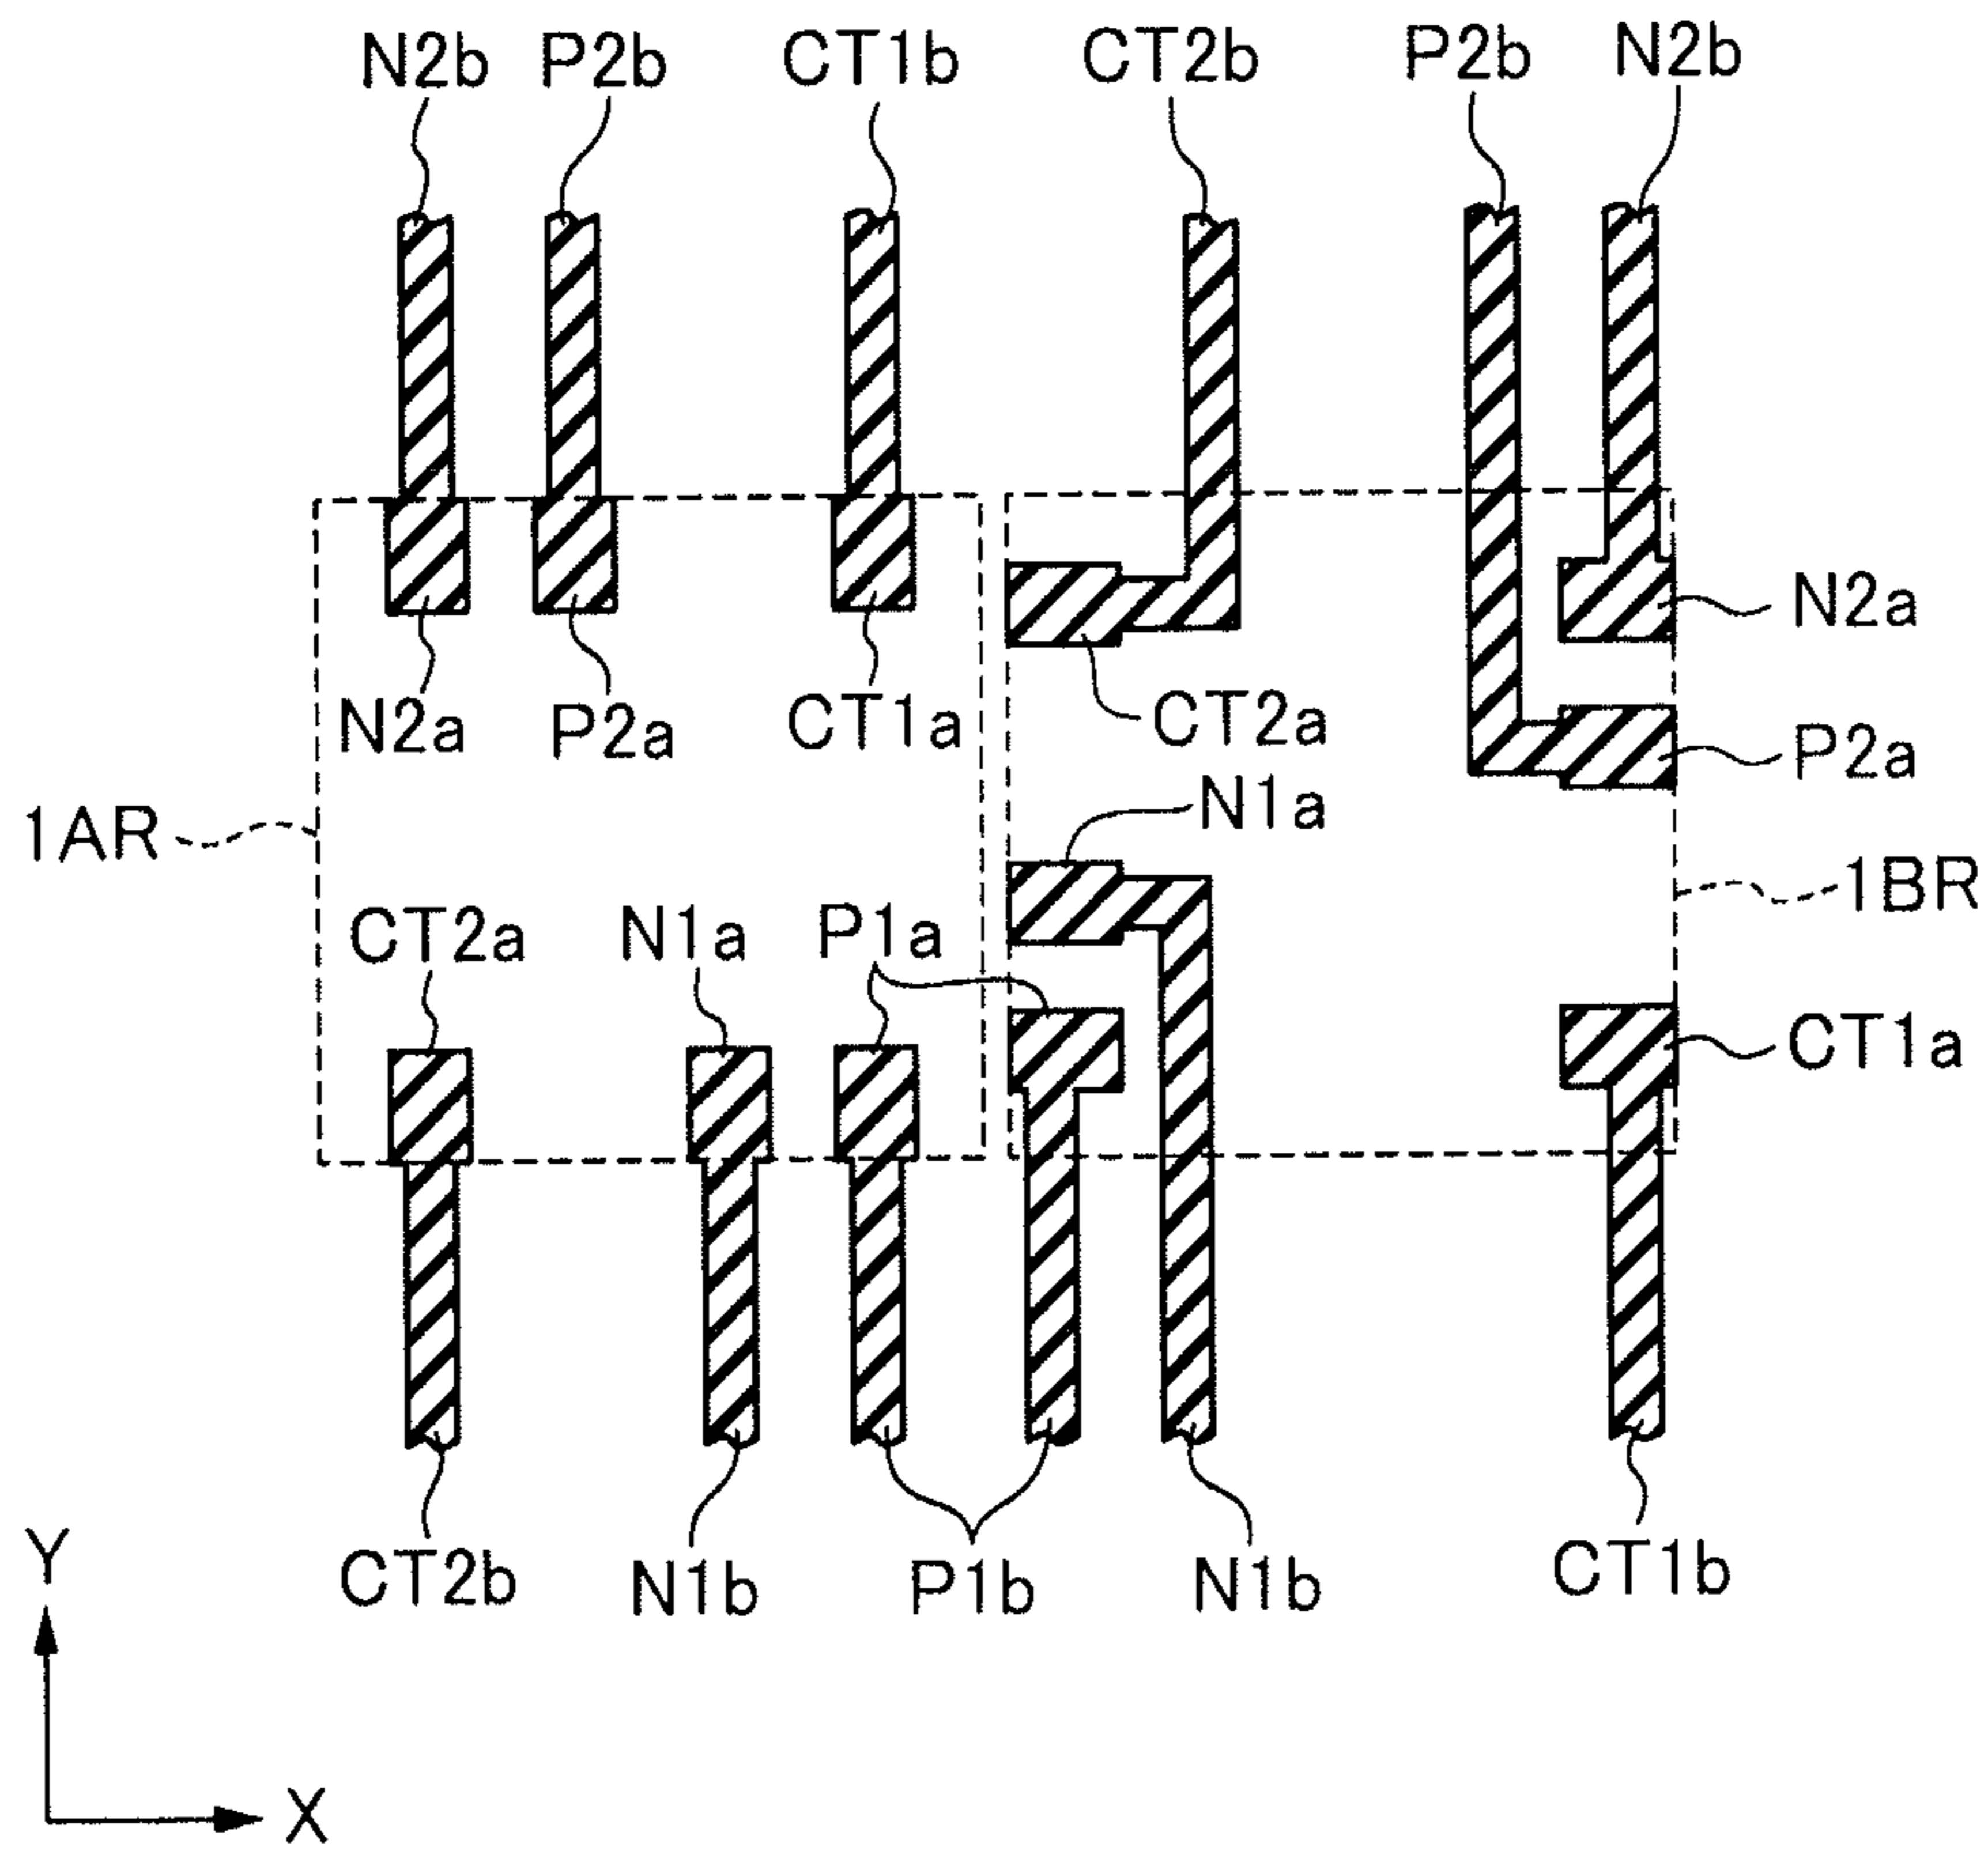 N2b P2b CT1b CT2b P2b N2b
N2a
N2a P2a CT1a CT2a
P2a
N1a
1AR
1BR
CT2a N1a P1a
CT1a
CT2b N1b P1b N1b CT1b
Y
X